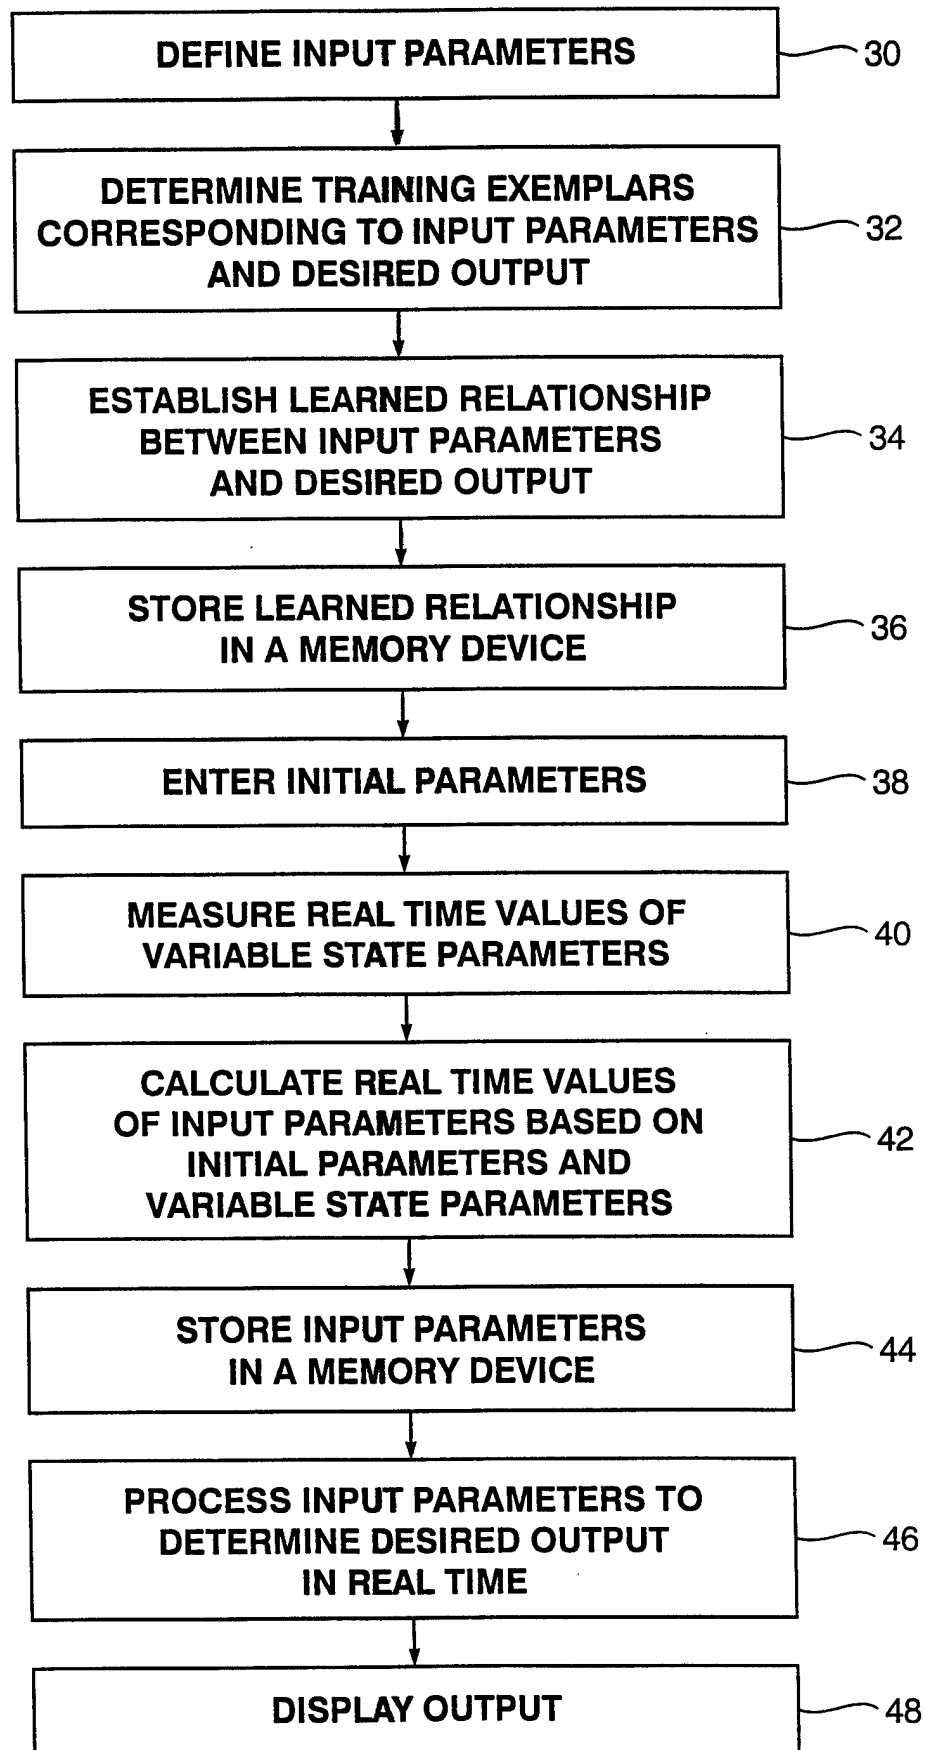 DEFINE INPUT PARAMETERS
30
DETERMINE TRAINING EXEMPLARS
CORRESPONDING TO INPUT PARAMETERS
AND DESIRED OUTPUT
32
ESTABLISH LEARNED RELATIONSHIP
BETWEEN INPUT PARAMETERS
AND DESIRED OUTPUT
34
STORE LEARNED RELATIONSHIP
IN A MEMORY DEVICE
36
ENTER INITIAL PARAMETERS
38
MEASURE REAL TIME VALUES OF
VARIABLE STATE PARAMETERS
40
CALCULATE REAL TIME VALUES
OF INPUT PARAMETERS BASED ON
INITIAL PARAMETERS AND
VARIABLE STATE PARAMETERS
42
STORE INPUT PARAMETERS
IN A MEMORY DEVICE
44
PROCESS INPUT PARAMETERS TO
DETERMINE DESIRED OUTPUT
IN REAL TIME
46
DISPLAY OUTPUT
48